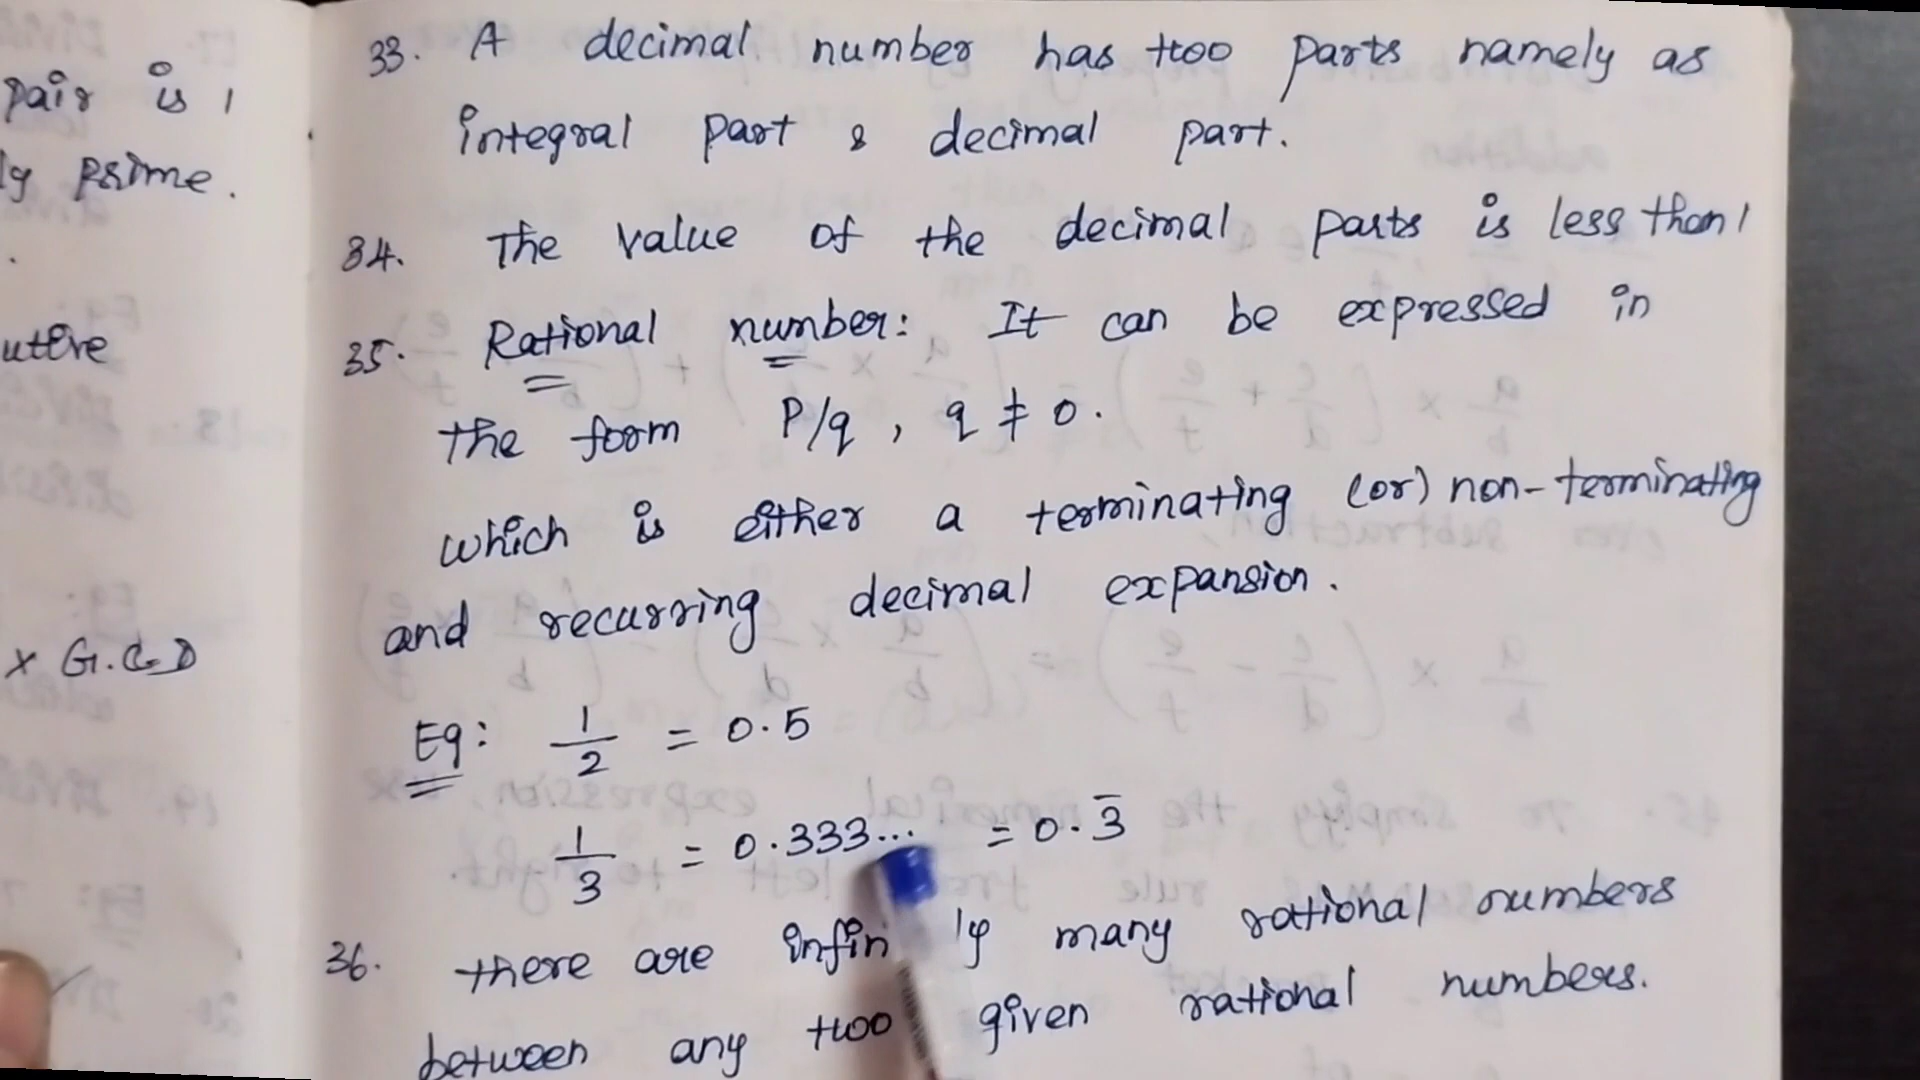 pair is 1
ly prime.
utive
x G.C.D
33. A decimal number has two parts namely as
integral part & decimal part.
34. The value of the decimal parts is less than 1
35. Rational number: It can be expressed in
the form P/q, q ≠ 0.
which is either a terminating (or) non-terminating
and recurring decimal expansion.
Eg: 1/2 = 0.5
1/3 = 0.333... = 0.3̅
36. there are many rational numbers
between any two given rational numbers.